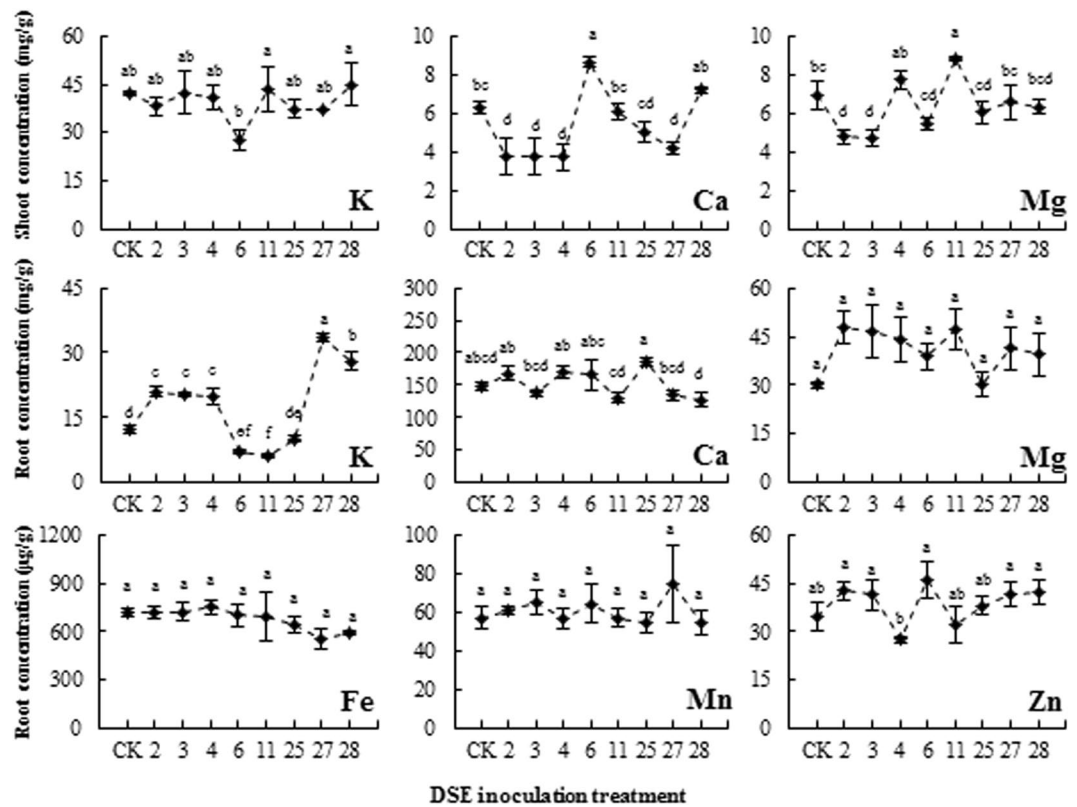 Shoot concentration (mg/g)
60
45
30
15
0
ab ab ab ab b a ab ab a
K
CK 2 3 4 6 11 25 27 28
10
8
6
4
2
0
bc d d d a bc cd d ab
Ca
CK 2 3 4 6 11 25 27 28
10
8
6
4
2
0
bc d d ab cd a cd bc bcd
Mg
CK 2 3 4 6 11 25 27 28
Root concentration (mg/g)
45
30
15
0
d c c c ef f de a b
K
CK 2 3 4 6 11 25 27 28
300
250
200
150
100
50
0
abcd ab bcd ab abc cd a bcd d
Ca
CK 2 3 4 6 11 25 27 28
60
45
30
15
0
a a a a a a a a a
Mg
CK 2 3 4 6 11 25 27 28
Root concentration (µg/g)
1200
900
600
300
0
a a a a a a a a a
Fe
CK 2 3 4 6 11 25 27 28
100
80
60
40
20
0
a a a a a a a a a
Mn
CK 2 3 4 6 11 25 27 28
60
45
30
15
0
ab a a b a ab ab a a
Zn
CK 2 3 4 6 11 25 27 28
DSE inoculation treatment